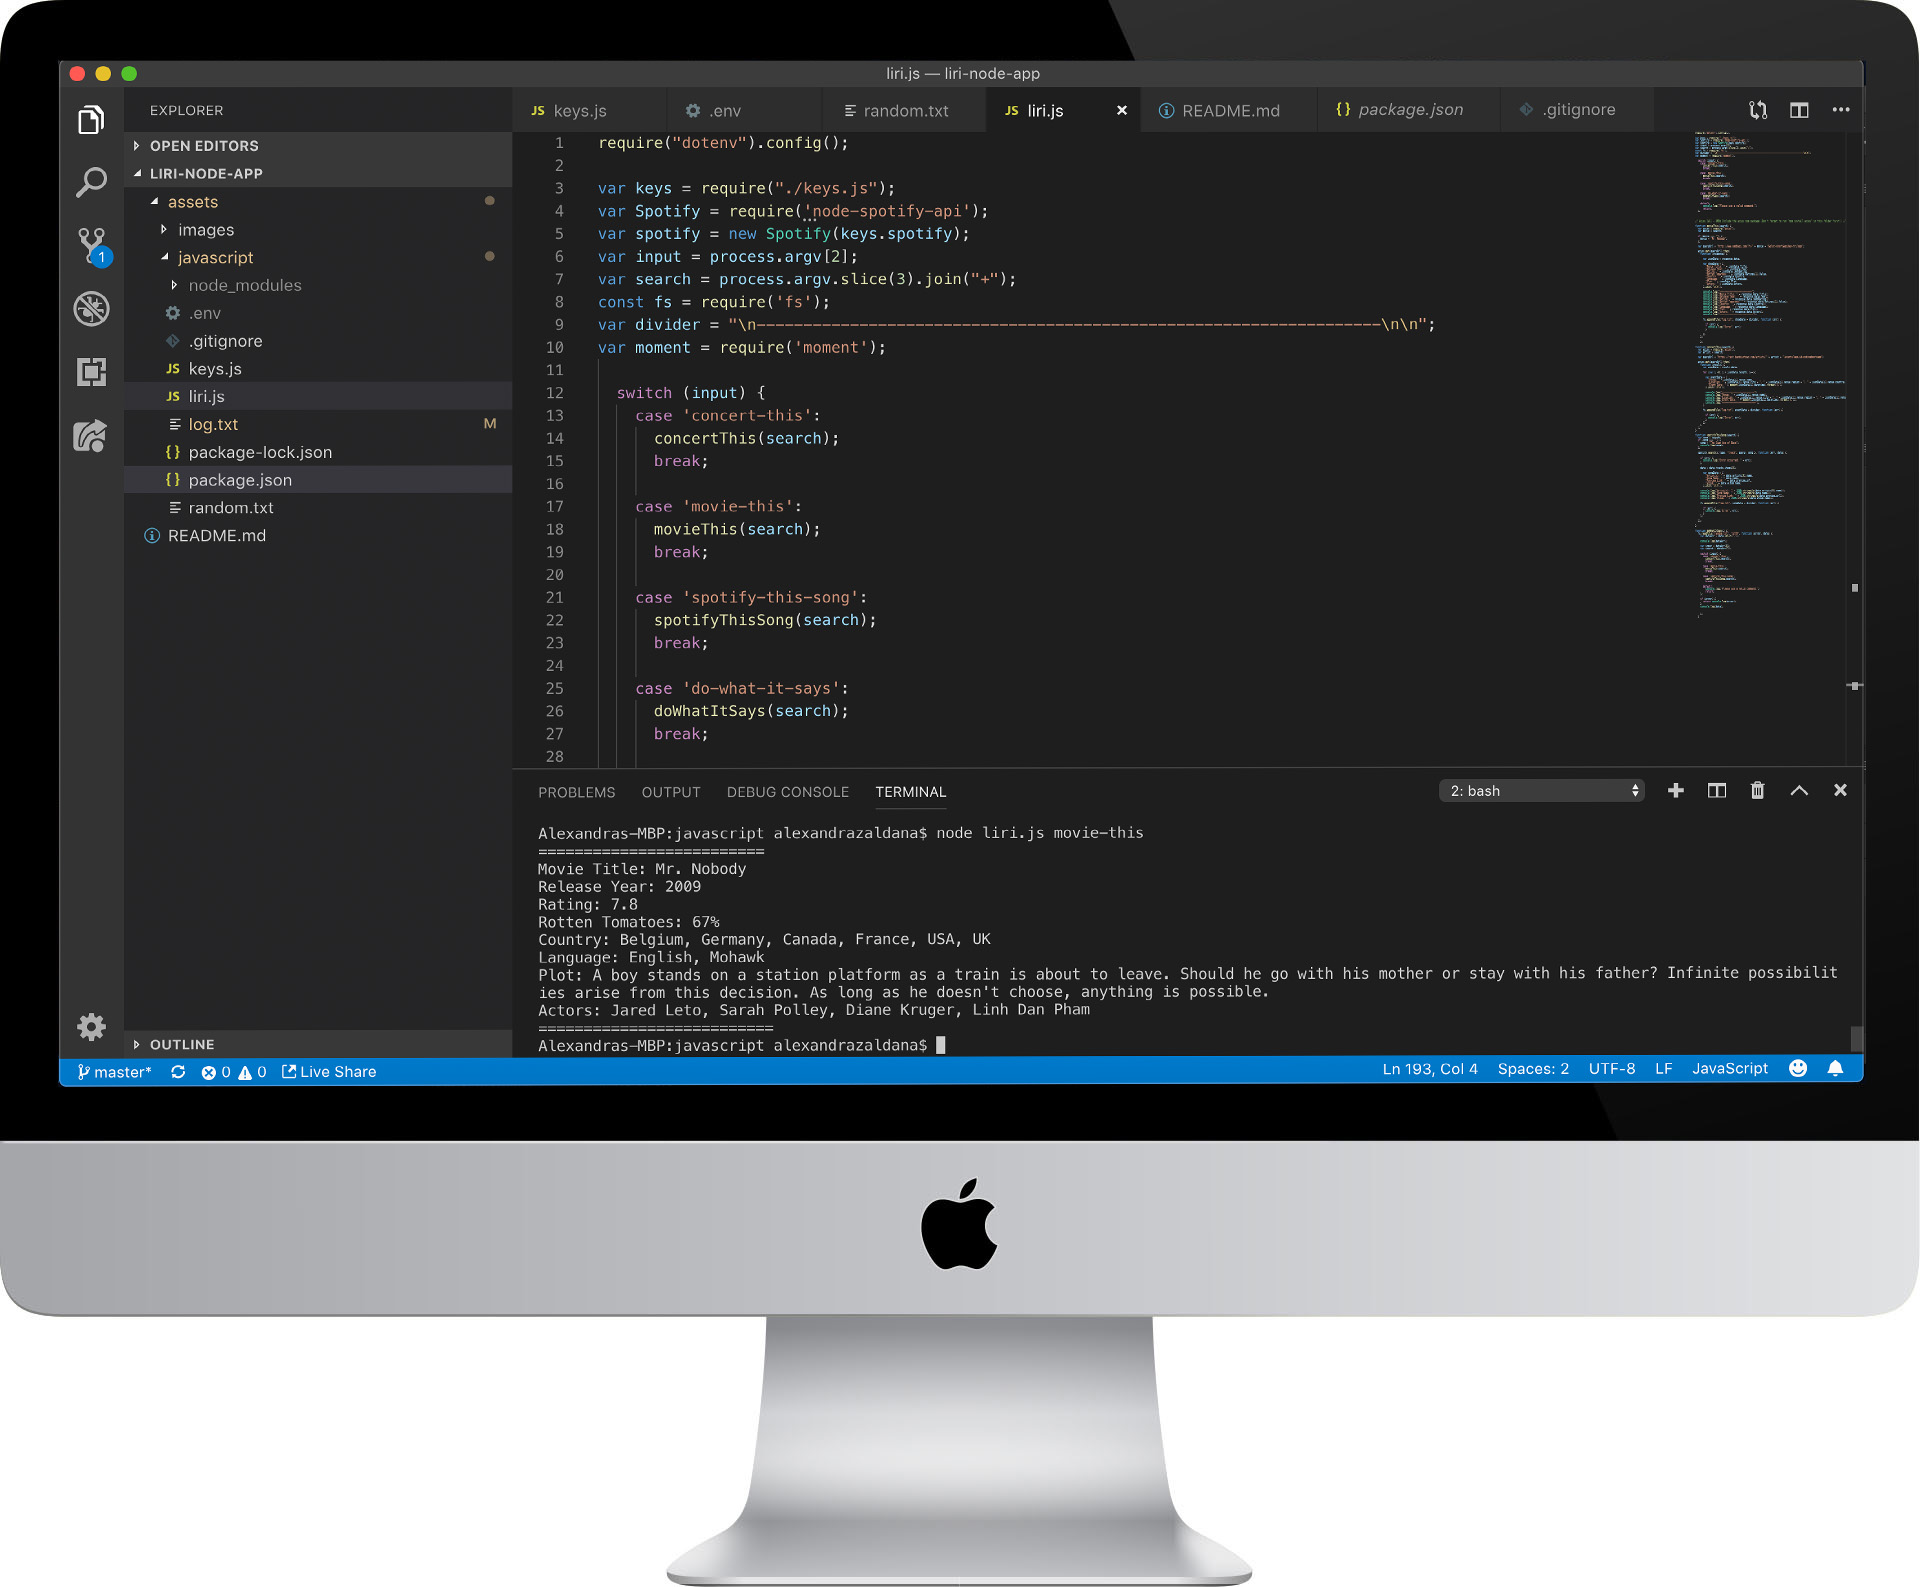 liri.js — liri-node-app
EXPLORER
OPEN EDITORS
LIRI-NODE-APP
assets
images
javascript
node_modules
.env
.gitignore
JS keys.js
JS liri.js
log.txt M
{} package-lock.json
{} package.json
random.txt
README.md
OUTLINE
1
JS keys.js .env random.txt JS liri.js × README.md {} package.json .gitignore
1 require("dotenv").config();
2
3 var keys = require("./keys.js");
4 var Spotify = require('node-spotify-api');
5 var spotify = new Spotify(keys.spotify);
6 var input = process.argv[2];
7 var search = process.argv.slice(3).join("+");
8 const fs = require('fs');
9 var divider = "\n-------------------------------------------------------------------\n\n";
10 var moment = require('moment');
11
12 switch (input) {
13 case 'concert-this':
14 concertThis(search);
15 break;
16
17 case 'movie-this':
18 movieThis(search);
19 break;
20
21 case 'spotify-this-song':
22 spotifyThisSong(search);
23 break;
24
25 case 'do-what-it-says':
26 doWhatItSays(search);
27 break;
28
PROBLEMS OUTPUT DEBUG CONSOLE TERMINAL 2: bash
Alexandras-MBP:javascript alexandrazaldana$ node liri.js movie-this
=========================
Movie Title: Mr. Nobody
Release Year: 2009
Rating: 7.8
Rotten Tomatoes: 67%
Country: Belgium, Germany, Canada, France, USA, UK
Language: English, Mohawk
Plot: A boy stands on a station platform as a train is about to leave. Should he go with his mother or stay with his father? Infinite possibilit
ies arise from this decision. As long as he doesn't choose, anything is possible.
Actors: Jared Leto, Sarah Polley, Diane Kruger, Linh Dan Pham
==========================
Alexandras-MBP:javascript alexandrazaldana$
master* 0 0 Live Share Ln 193, Col 4 Spaces: 2 UTF-8 LF JavaScript